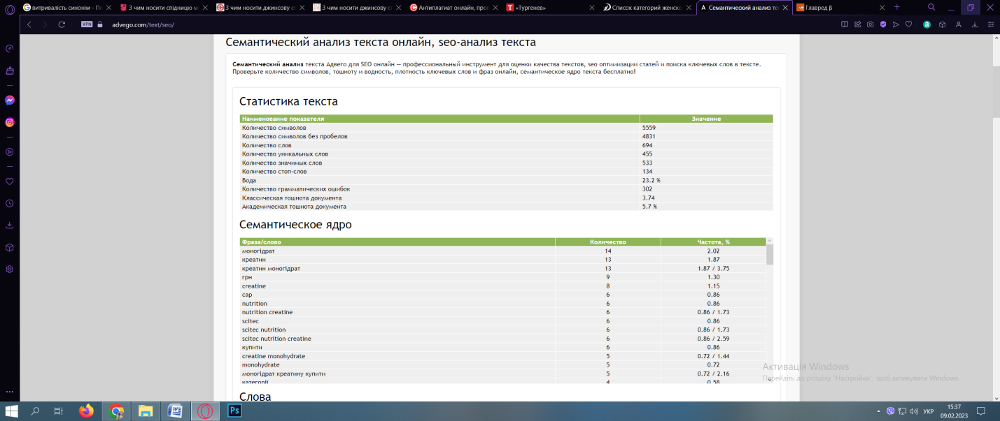 витривалість синонім - По
З чим носити спідницю м
З чим носити джинсову с
З чим носити джинсову с
Антиплагиат онлайн, про
«Тургенев»
Список категорий женско
Семантический анализ те
Главред β
VPN
advego.com/text/seo/
Семантический анализ текста онлайн, seo-анализ текста
Семантический анализ текста Адвего для SEO онлайн — профессиональный инструмент для оценки качества текстов, seo оптимизации статей и поиска ключевых слов в тексте.
Проверьте количество символов, тошноту и водность, плотность ключевых слов и фраз онлайн, семантическое ядро текста бесплатно!
Статистика текста
Наименование показателя Значение
Количество символов 5559
Количество символов без пробелов 4831
Количество слов 694
Количество уникальных слов 455
Количество значимых слов 533
Количество стоп-слов 134
Вода 23.2 %
Количество грамматических ошибок 302
Классическая тошнота документа 3.74
Академическая тошнота документа 5.7 %
Семантическое ядро
Фраза/слово Количество Частота, %
моногідрат 14 2.02
креатин 13 1.87
креатин моногідрат 13 1.87 / 3.75
грн 9 1.30
creatine 8 1.15
cap 6 0.86
nutrition 6 0.86
nutrition creatine 6 0.86 / 1.73
scitec 6 0.86
scitec nutrition 6 0.86 / 1.73
scitec nutrition creatine 6 0.86 / 2.59
купити 6 0.86
creatine monohydrate 5 0.72 / 1.44
monohydrate 5 0.72
моногідрат креатину купити 5 0.72 / 2.16
категорії 4 0.58
Слова
Активація Windows
Перейдіть до розділу "Настройки", щоб активувати Windows.
Ps
УКР
15:37
09.02.2023